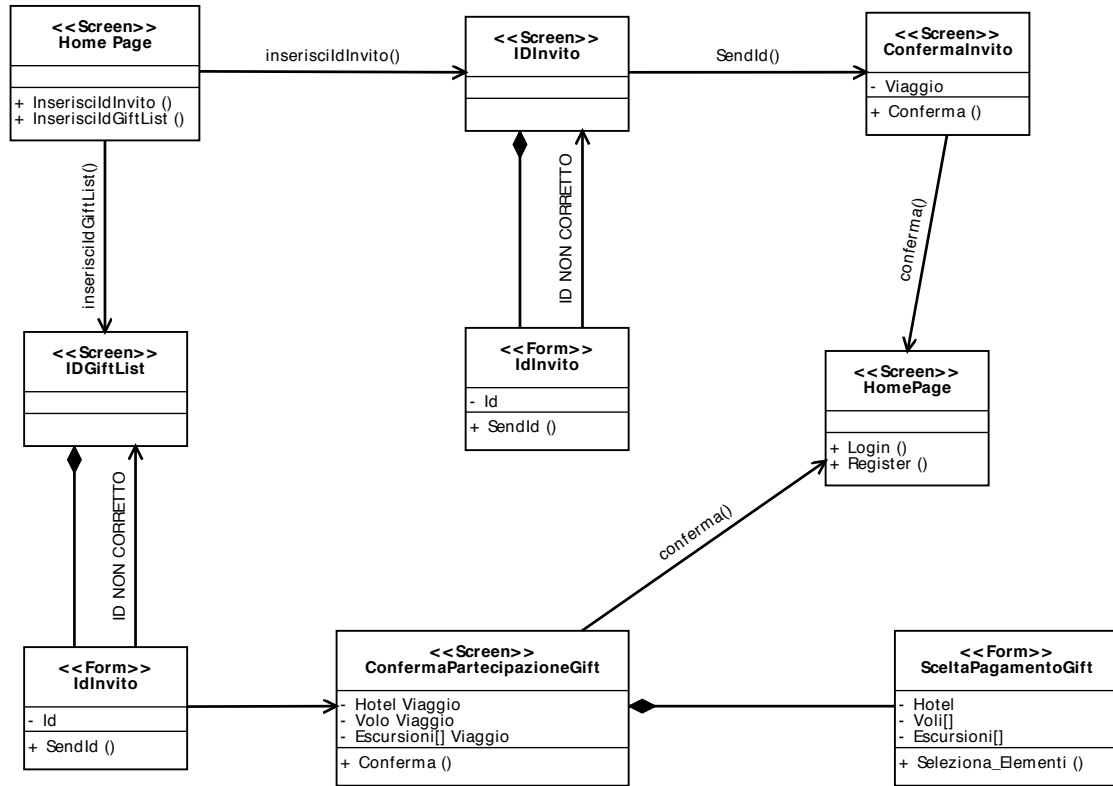 <<Screen>>
Home Page
+ InserisciIdInvito ()
+ InserisciIdGiftList ()
inserisciIdInvito()
<<Screen>>
IDInvito
SendId()
<<Screen>>
ConfermaInvito
- Viaggio
+ Conferma ()
inserisciIdGiftList()
ID NON CORRETTO
conferma()
<<Screen>>
IDGiftList
<<Form>>
IdInvito
- Id
+ SendId ()
<<Screen>>
HomePage
+ Login ()
+ Register ()
ID NON CORRETTO
conferma()
<<Form>>
IdInvito
- Id
+ SendId ()
<<Screen>>
ConfermaPartecipazioneGift
- Hotel Viaggio
- Volo Viaggio
- Escursioni[] Viaggio
+ Conferma ()
<<Form>>
SceltaPagamentoGift
- Hotel
- Voli[]
- Escursioni[]
+ Seleziona_Elementi ()